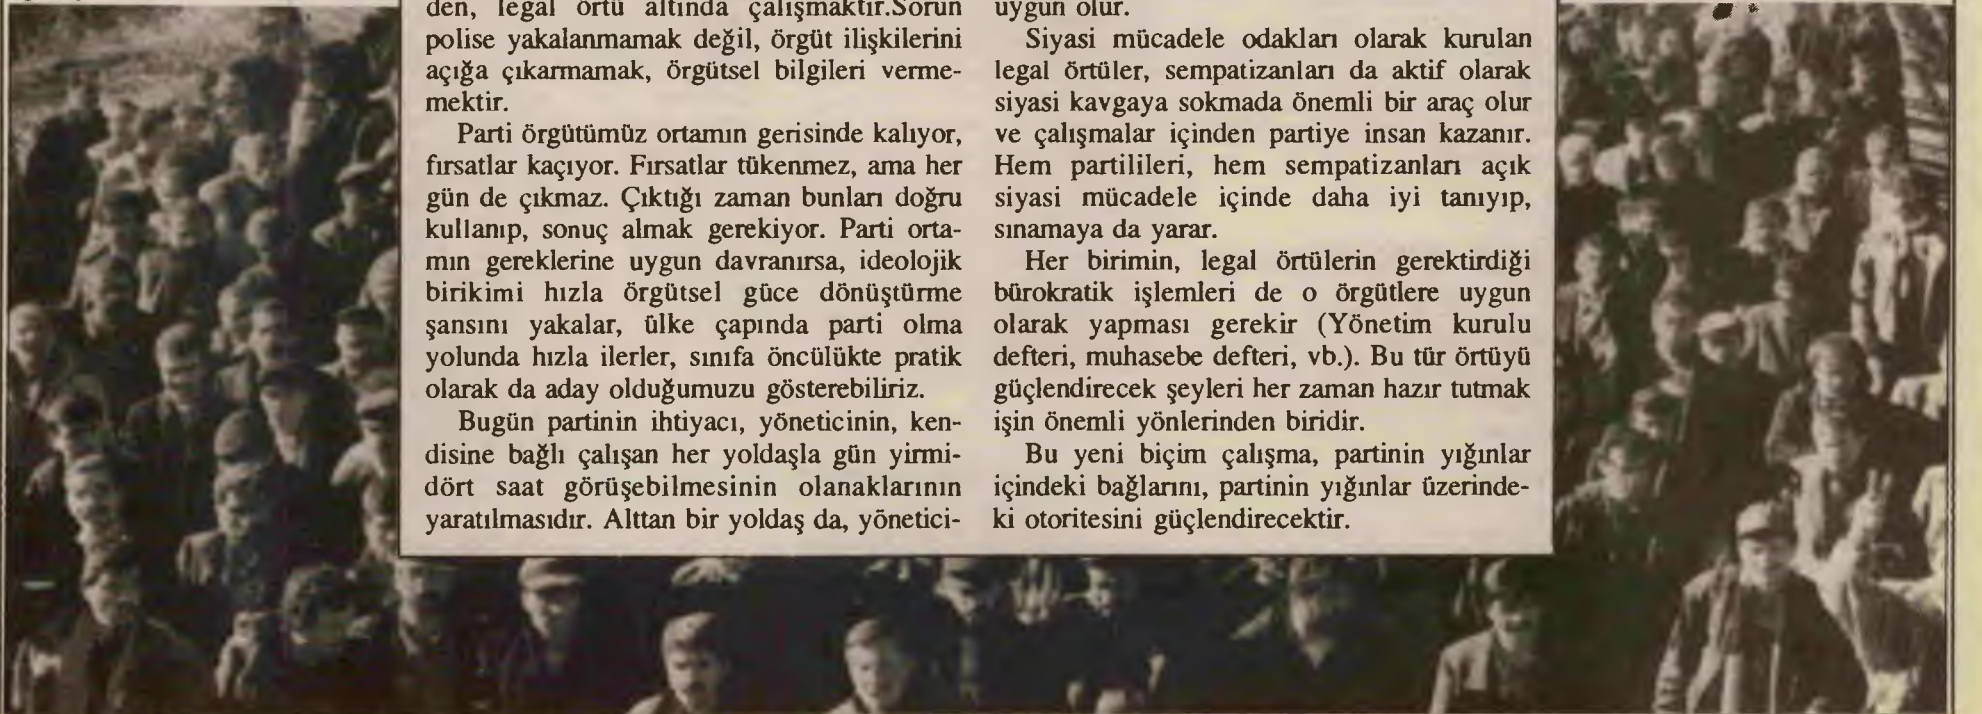 den, legal örtü altında çalışmaktır.Sorun
polise yakalanmamak değil, örgüt ilişkilerini
açığa çıkarmamak, örgütsel bilgileri verme-
mektir.
Parti örgütümüz ortamın gerisinde kalıyor,
fırsatlar kaçıyor. Fırsatlar tükenmez, ama her
gün de çıkmaz. Çıktığı zaman bunları doğru
kullanıp, sonuç almak gerekiyor. Parti orta-
mın gereklerine uygun davranırsa, ideolojik
birikimi hızla örgütsel güce dönüştürme
şansını yakalar, ülke çapında parti olma
yolunda hızla ilerler, sınıfa öncülükte pratik
olarak da aday olduğumuzu gösterebiliriz.
Bugün partinin ihtiyacı, yöneticinin, ken-
disine bağlı çalışan her yoldaşla gün yirmi-
dört saat görüşebilmesinin olanaklarının
yaratılmasıdır. Alttan bir yoldaş da, yönetici-
uygun olur.
Siyasi mücadele odakları olarak kurulan
legal örtüler, sempatizanları da aktif olarak
siyasi kavgaya sokmada önemli bir araç olur
ve çalışmalar içinden partiye insan kazanır.
Hem partilileri, hem sempatizanları açık
siyasi mücadele içinde daha iyi tanıyıp,
sınamaya da yarar.
Her birimin, legal örtülerin gerektirdiği
bürokratik işlemleri de o örgütlere uygun
olarak yapması gerekir (Yönetim kurulu
defteri, muhasebe defteri, vb.). Bu tür örtüyü
güçlendirecek şeyleri her zaman hazır tutmak
işin önemli yönlerinden biridir.
Bu yeni biçim çalışma, partinin yığınlar
içindeki bağlarını, partinin yığınlar üzerinde-
ki otoritesini güçlendirecektir.